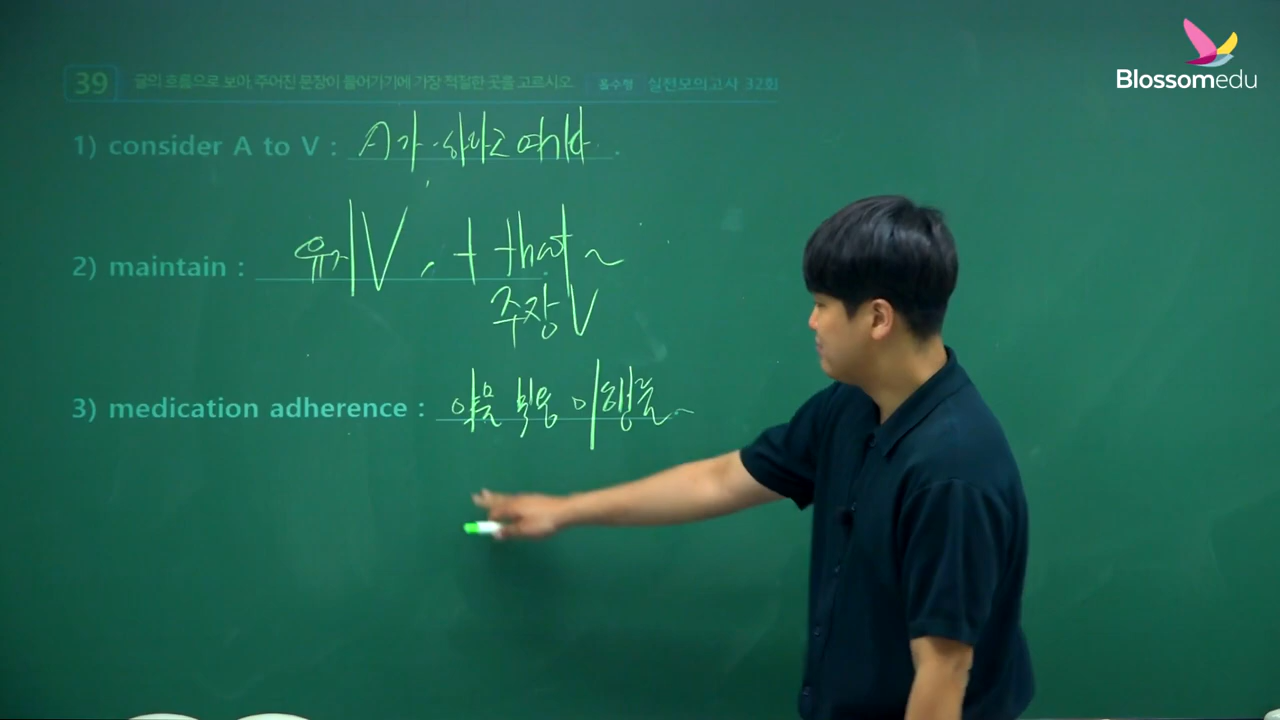 Blossomedu
39 글의 흐름으로 보아, 주어진 문장이 들어가기에 가장 적절한 곳을 고르시오. 홀수형 실전모의고사 32회
1) consider A to V : A가 ~하라고 여기다.
2) maintain : 유지V, + that ~
주장V
3) medication adherence : 약물 복용 이행률~